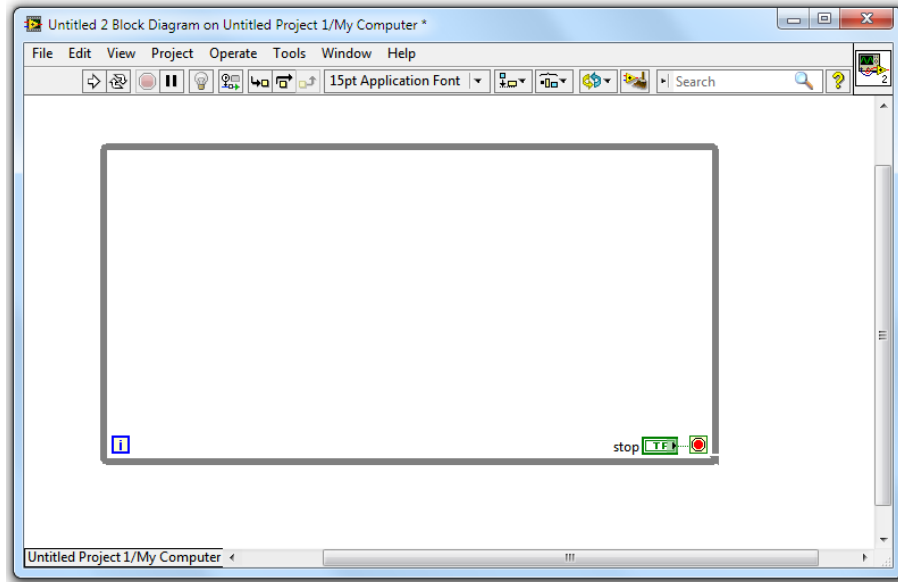 Untitled 2 Block Diagram on Untitled Project 1/My Computer *
File Edit View Project Operate Tools Window Help
15pt Application Font Search ? 2
i stop TF
Untitled Project 1/My Computer